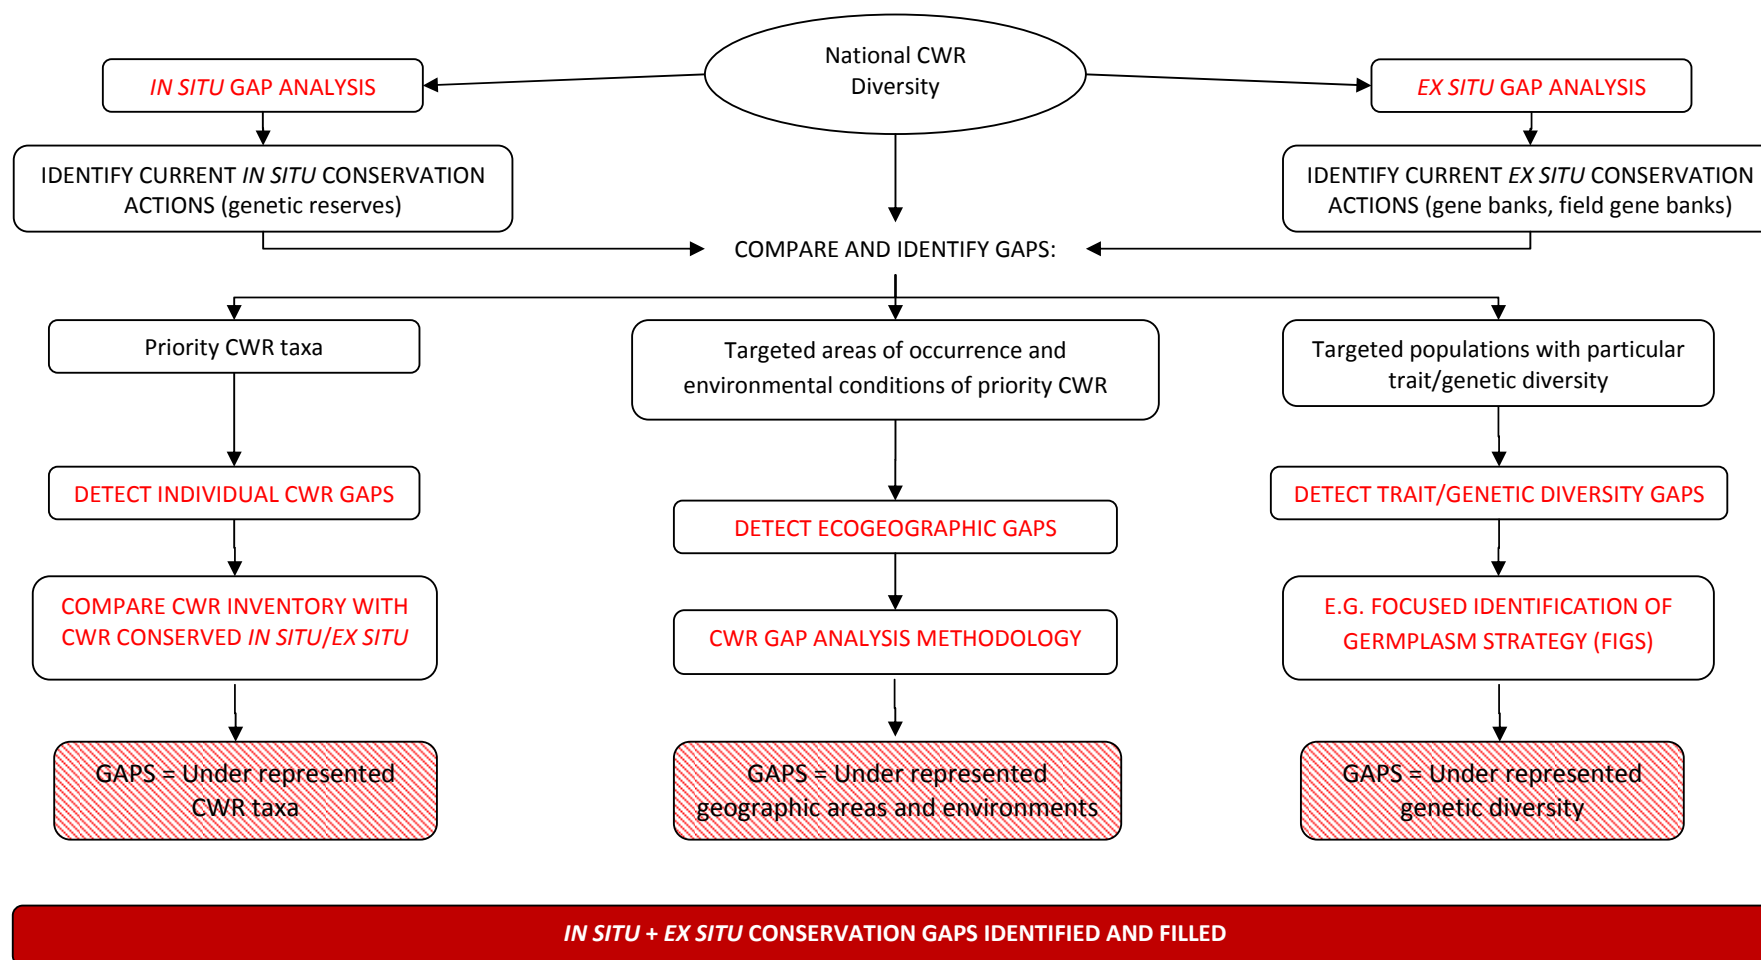 National CWR
Diversity
IN SITU GAP ANALYSIS
EX SITU GAP ANALYSIS
IDENTIFY CURRENT IN SITU CONSERVATION
ACTIONS (genetic reserves)
IDENTIFY CURRENT EX SITU CONSERVATION
ACTIONS (gene banks, field gene banks)
COMPARE AND IDENTIFY GAPS:
Priority CWR taxa
Targeted areas of occurrence and
environmental conditions of priority CWR
Targeted populations with particular
trait/genetic diversity
DETECT INDIVIDUAL CWR GAPS
DETECT ECOGEOGRAPHIC GAPS
DETECT TRAIT/GENETIC DIVERSITY GAPS
COMPARE CWR INVENTORY WITH
CWR CONSERVED IN SITU/EX SITU
CWR GAP ANALYSIS METHODOLOGY
E.G. FOCUSED IDENTIFICATION OF
GERMPLASM STRATEGY (FIGS)
GAPS = Under represented
CWR taxa
GAPS = Under represented
geographic areas and environments
GAPS = Under represented
genetic diversity
IN SITU + EX SITU CONSERVATION GAPS IDENTIFIED AND FILLED